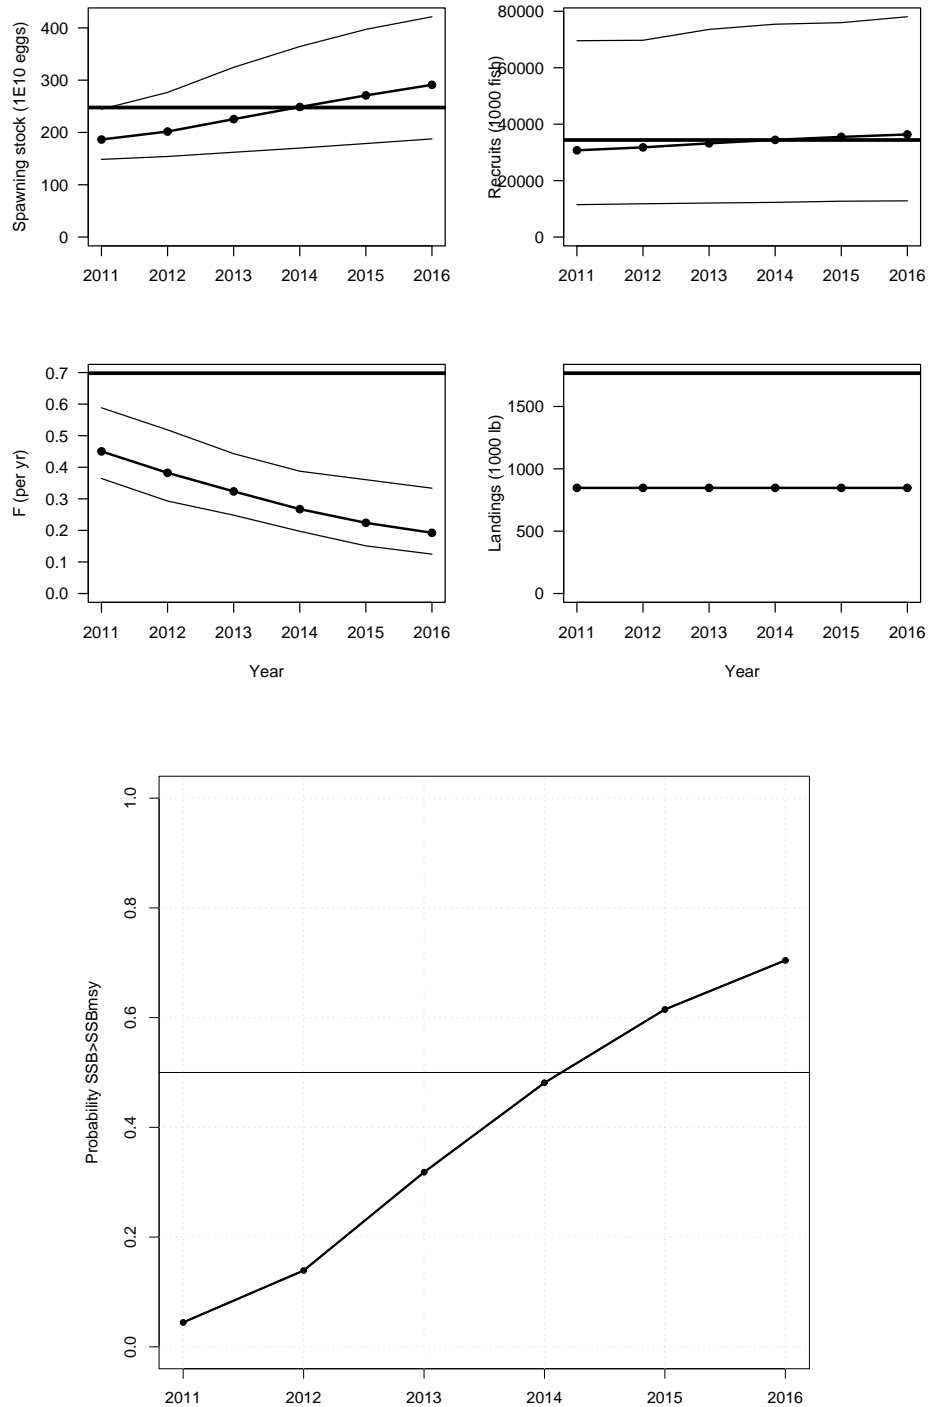 Spawning stock (1E10 eggs)
400
300
200
100
0
2011 2012 2013 2014 2015 2016
Recruits (1000 fish)
80000
60000
40000
20000
0
2011 2012 2013 2014 2015 2016
F (per yr)
0.7
0.6
0.5
0.4
0.3
0.2
0.1
0.0
2011 2012 2013 2014 2015 2016
Year
Landings (1000 lb)
1500
1000
500
0
2011 2012 2013 2014 2015 2016
Year
Probability SSB>SSBmsy
1.0
0.8
0.6
0.4
0.2
0.0
2011 2012 2013 2014 2015 2016